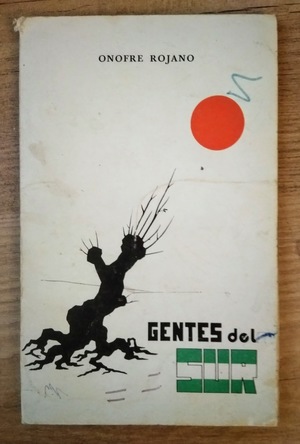 ONOFRE ROJANO
GENTES del
SUR